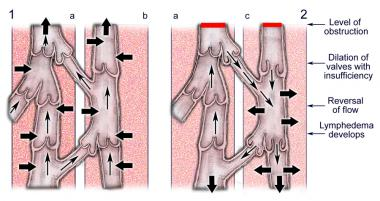 1
a
b
a
c
2
Level of
obstruction
Dilation of
valves with
insufficiency
Reversal
of flow
Lymphedema
develops